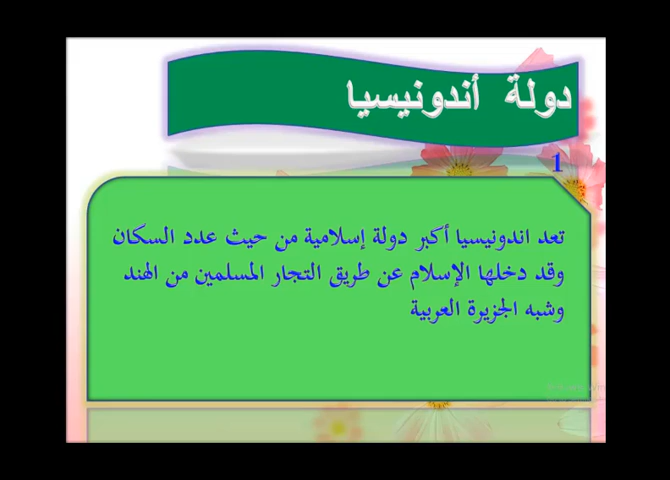 دولة أندونيسيا
1
تعد اندونيسيا أكبر دولة إسلامية من حيث عدد السكان
وقد دخلها الإسلام عن طريق التجار المسلمين من الهند
وشبه الجزيرة العربية